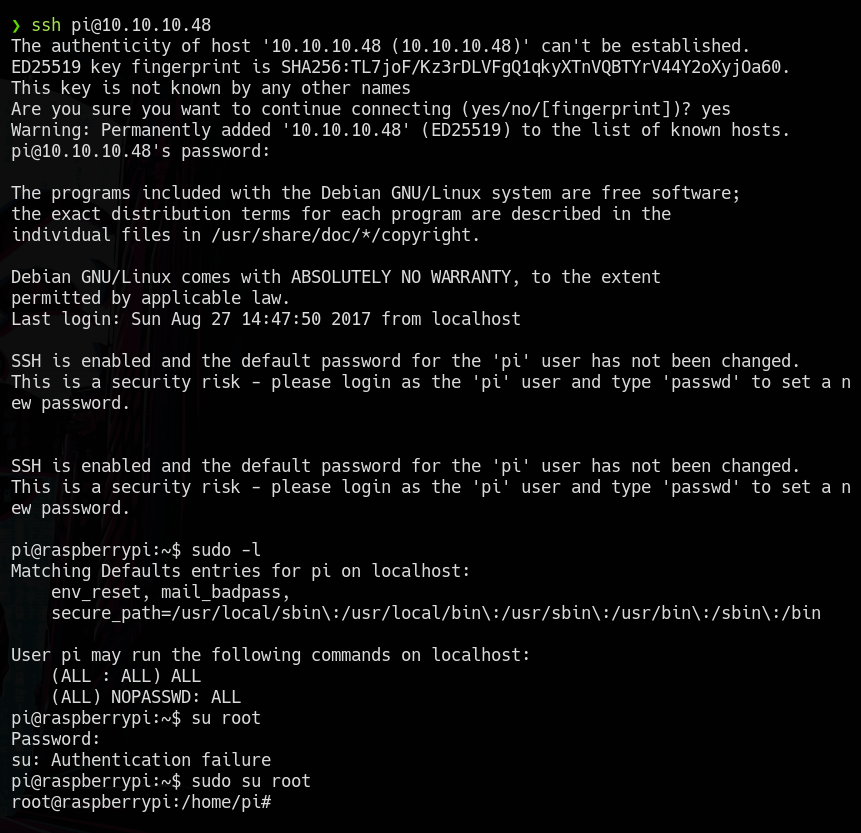 ❯ ssh pi@10.10.10.48
The authenticity of host '10.10.10.48 (10.10.10.48)' can't be established.
ED25519 key fingerprint is SHA256:TL7joF/Kz3rDLVFgQ1qkyXTnVQBTYrV44Y2oXyjOa60.
This key is not known by any other names
Are you sure you want to continue connecting (yes/no/[fingerprint])? yes
Warning: Permanently added '10.10.10.48' (ED25519) to the list of known hosts.
pi@10.10.10.48's password:

The programs included with the Debian GNU/Linux system are free software;
the exact distribution terms for each program are described in the
individual files in /usr/share/doc/*/copyright.

Debian GNU/Linux comes with ABSOLUTELY NO WARRANTY, to the extent
permitted by applicable law.
Last login: Sun Aug 27 14:47:50 2017 from localhost

SSH is enabled and the default password for the 'pi' user has not been changed.
This is a security risk - please login as the 'pi' user and type 'passwd' to set a n
ew password.


SSH is enabled and the default password for the 'pi' user has not been changed.
This is a security risk - please login as the 'pi' user and type 'passwd' to set a n
ew password.

pi@raspberrypi:~$ sudo -l
Matching Defaults entries for pi on localhost:
    env_reset, mail_badpass,
    secure_path=/usr/local/sbin\:/usr/local/bin\:/usr/sbin\:/usr/bin\:/sbin\:/bin

User pi may run the following commands on localhost:
    (ALL : ALL) ALL
    (ALL) NOPASSWD: ALL
pi@raspberrypi:~$ su root
Password:
su: Authentication failure
pi@raspberrypi:~$ sudo su root
root@raspberrypi:/home/pi#